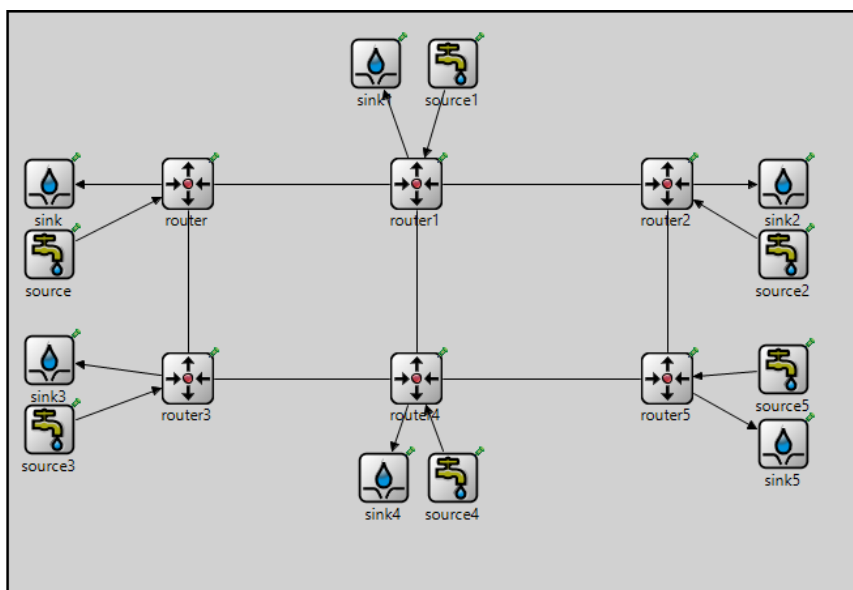 sink1
source1
sink
router
router1
router2
sink2
source
source2
sink3
router3
router4
router5
source5
source3
sink4
source4
sink5